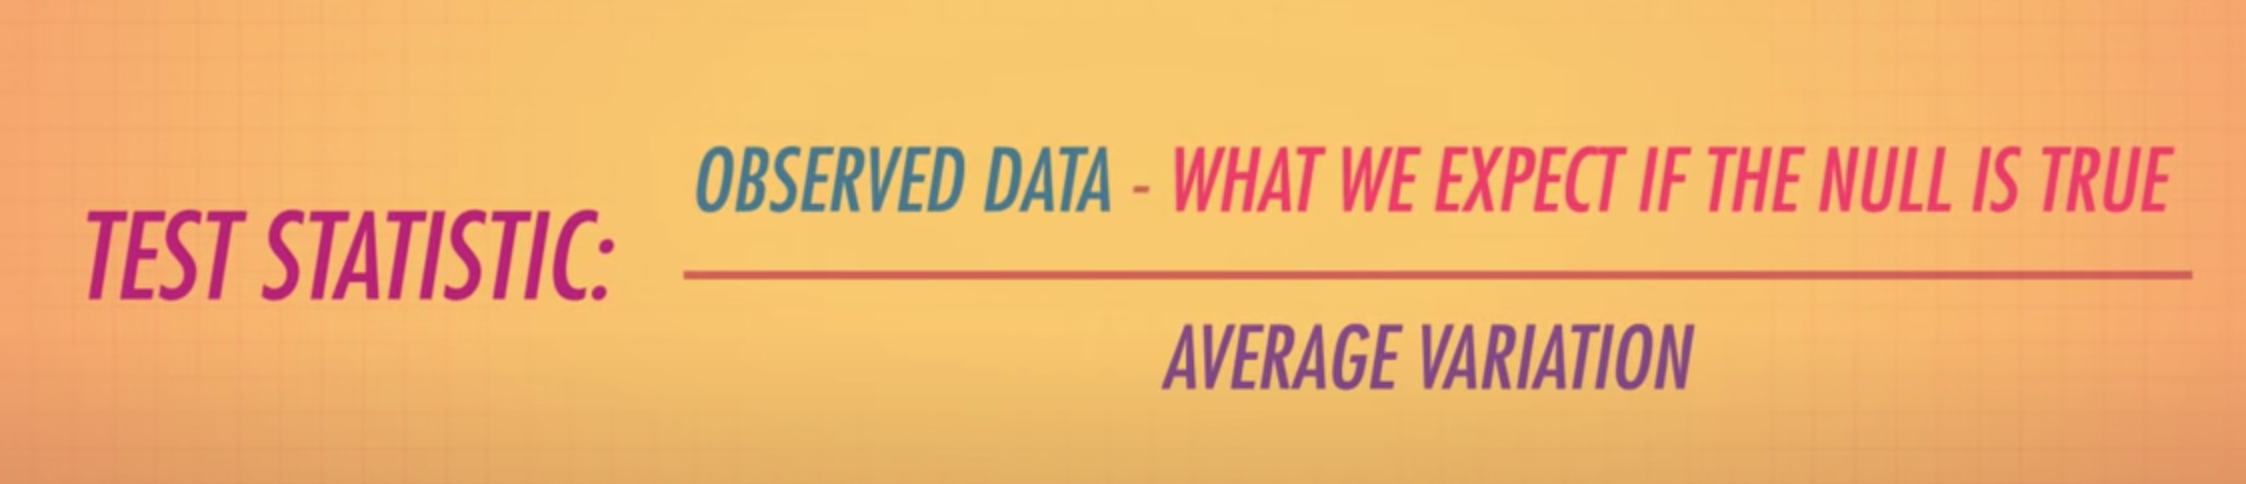 TEST STATISTIC:
OBSERVED DATA - WHAT WE EXPECT IF THE NULL IS TRUE
AVERAGE VARIATION